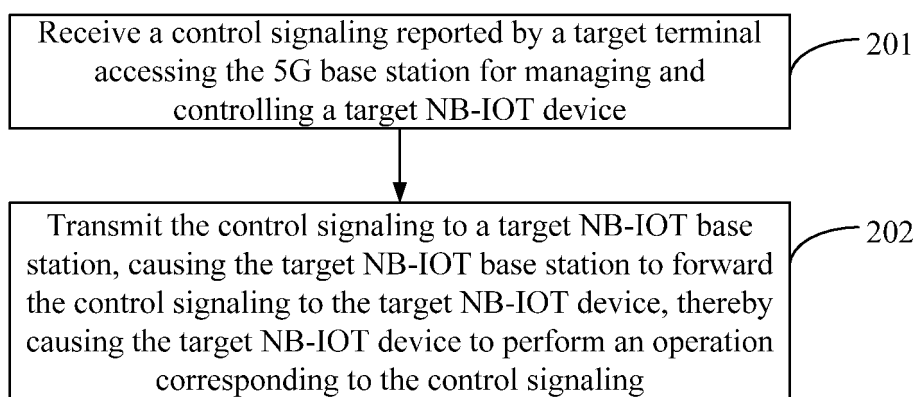 Receive a control signaling reported by a target terminal
accessing the 5G base station for managing and
controlling a target NB-IOT device
201
Transmit the control signaling to a target NB-IOT base
station, causing the target NB-IOT base station to forward
the control signaling to the target NB-IOT device, thereby
causing the target NB-IOT device to perform an operation
corresponding to the control signaling
202